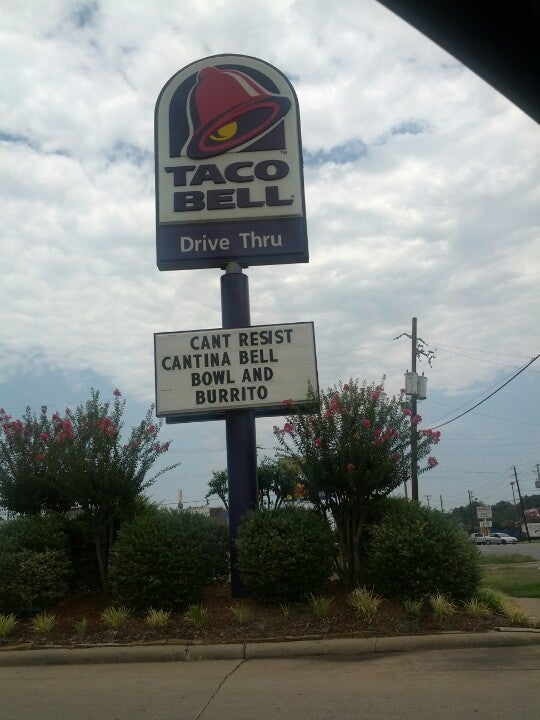 TACO
BELL
Drive Thru
CANT RESIST
CANTINA BELL
BOWL AND
BURRITO